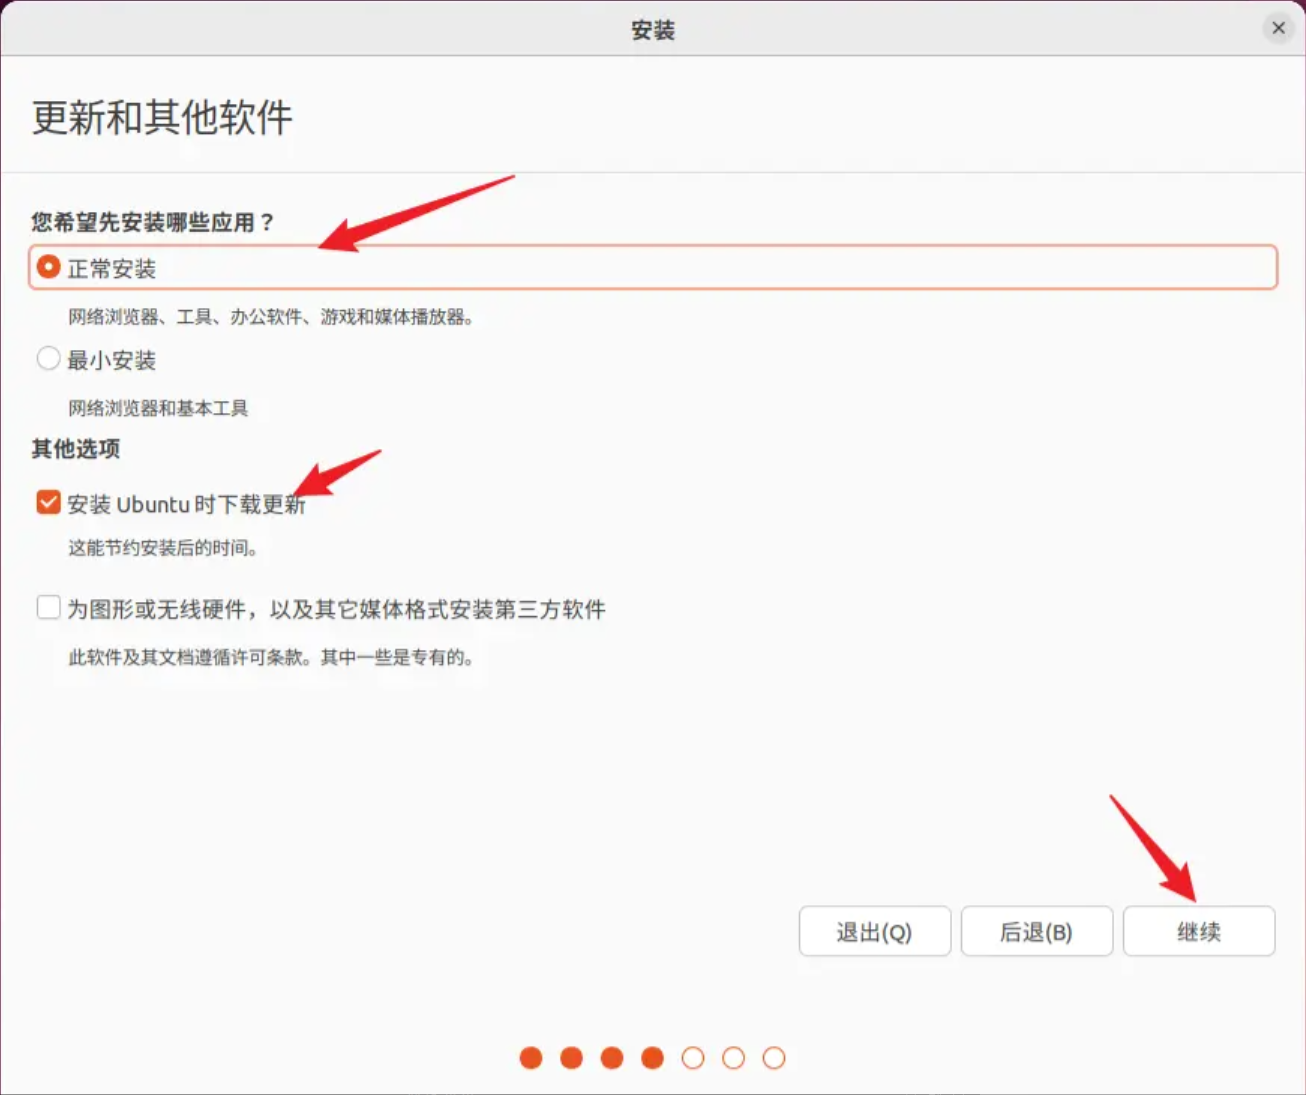 安装
更新和其他软件
您希望先安装哪些应用？
正常安装
网络浏览器、工具、办公软件、游戏和媒体播放器。
最小安装
网络浏览器和基本工具
其他选项
安装 Ubuntu 时下载更新
这能节约安装后的时间。
为图形或无线硬件，以及其它媒体格式安装第三方软件
此软件及其文档遵循许可条款。其中一些是专有的。
退出(Q) 后退(B) 继续